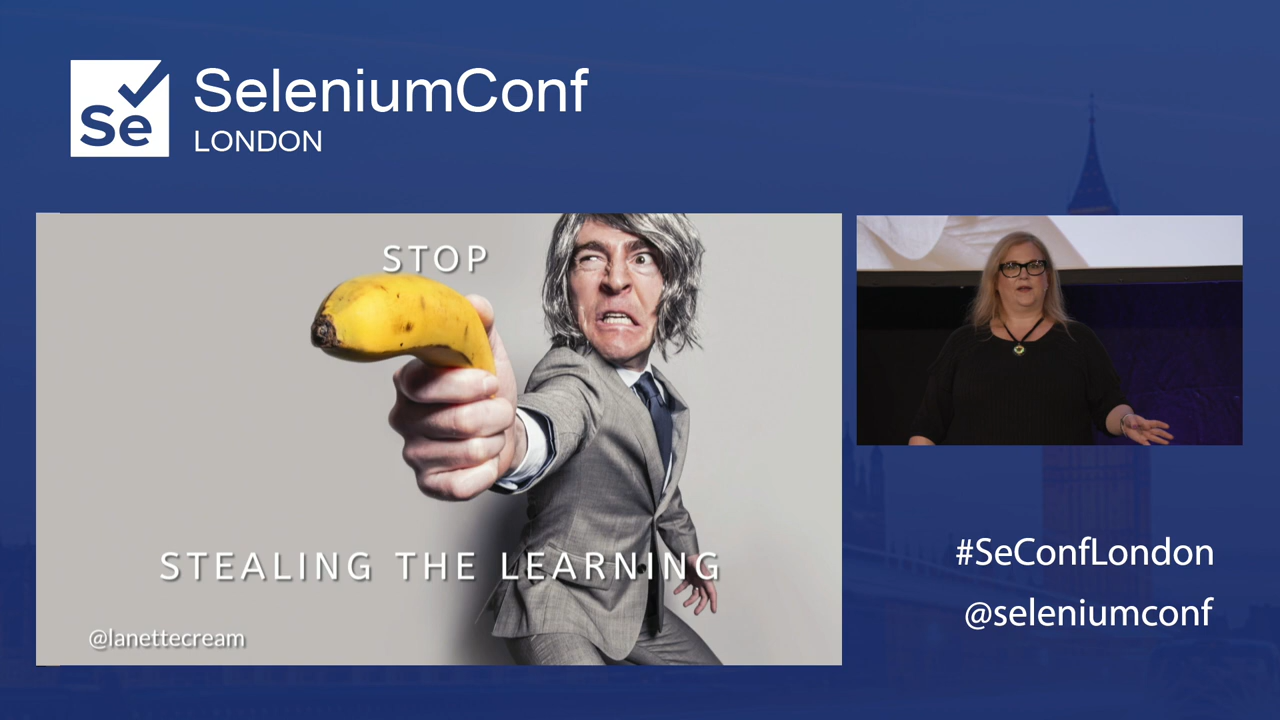 Se
SeleniumConf
LONDON
STOP
STEALING THE LEARNING
@lanettecream
#SeConfLondon
@seleniumconf